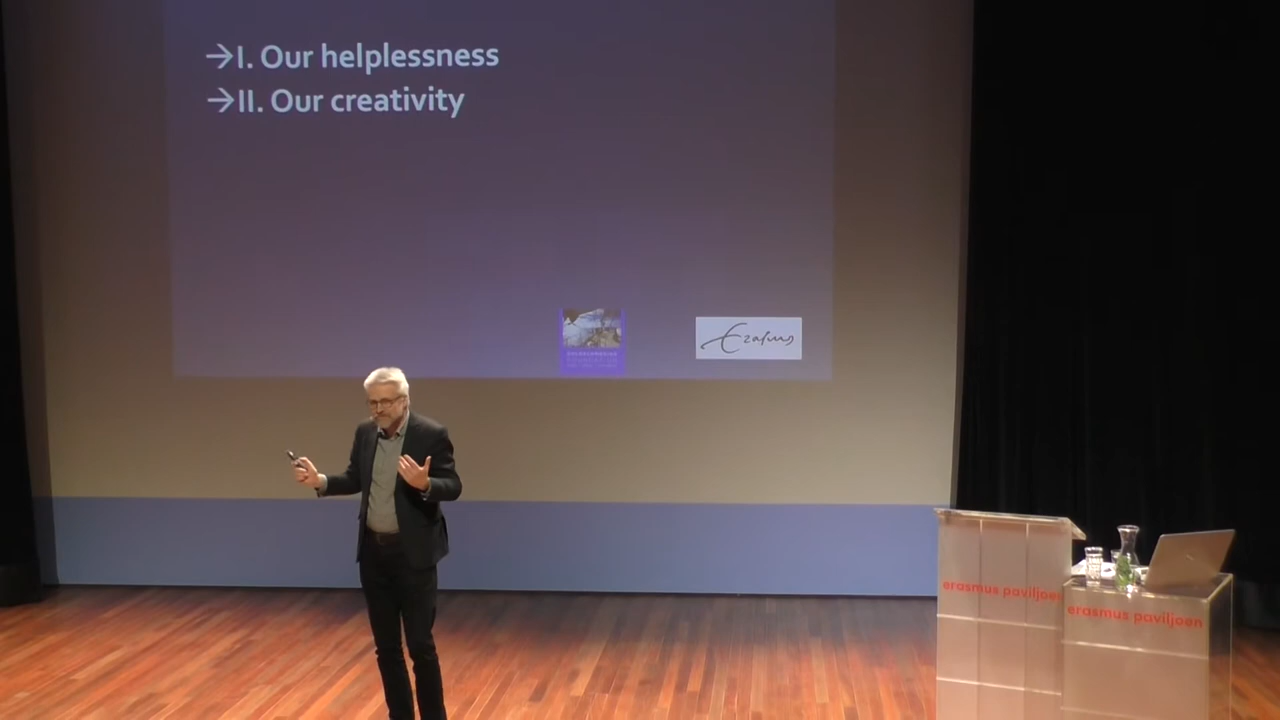 →I. Our helplessness
→II. Our creativity
Erasmus
erasmus paviljoen
erasmus paviljoen